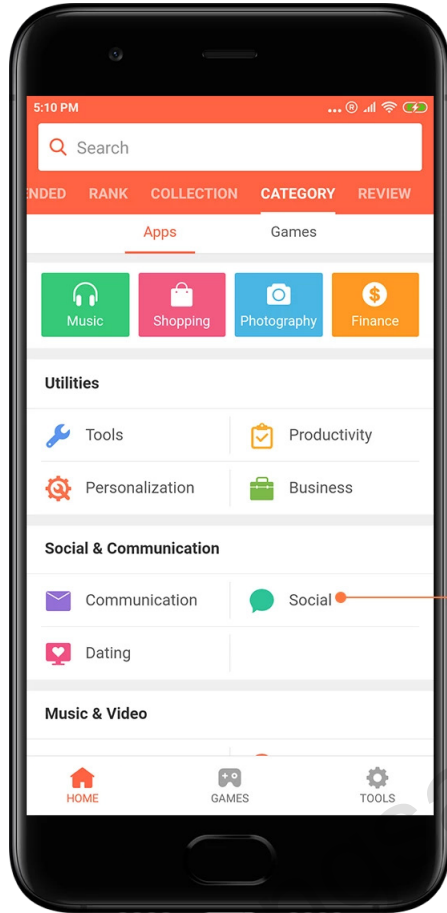 5:10 PM
Search
ENDED RANK COLLECTION CATEGORY REVIEW
Apps Games
Music Shopping Photography Finance
Utilities
Tools Productivity
Personalization Business
Social & Communication
Communication Social
Dating
Music & Video
HOME GAMES TOOLS